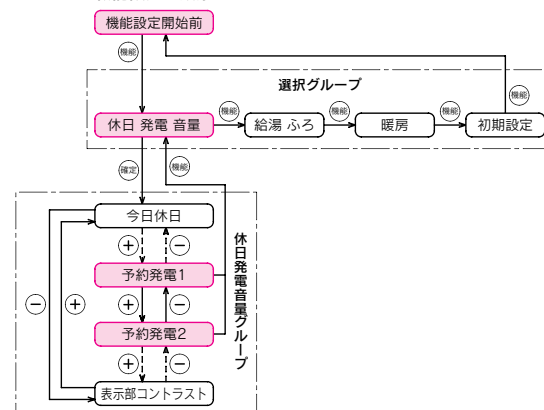 機能設定開始前
機能
選択グループ
機能
休日 発電 音量
機能
給湯 ふろ
機能
暖房
機能
初期設定
確定
機能
今日休日
+
−
休日発電音量グループ
予約発電1
−
+
+
−
予約発電2
+
−
表示部コントラスト